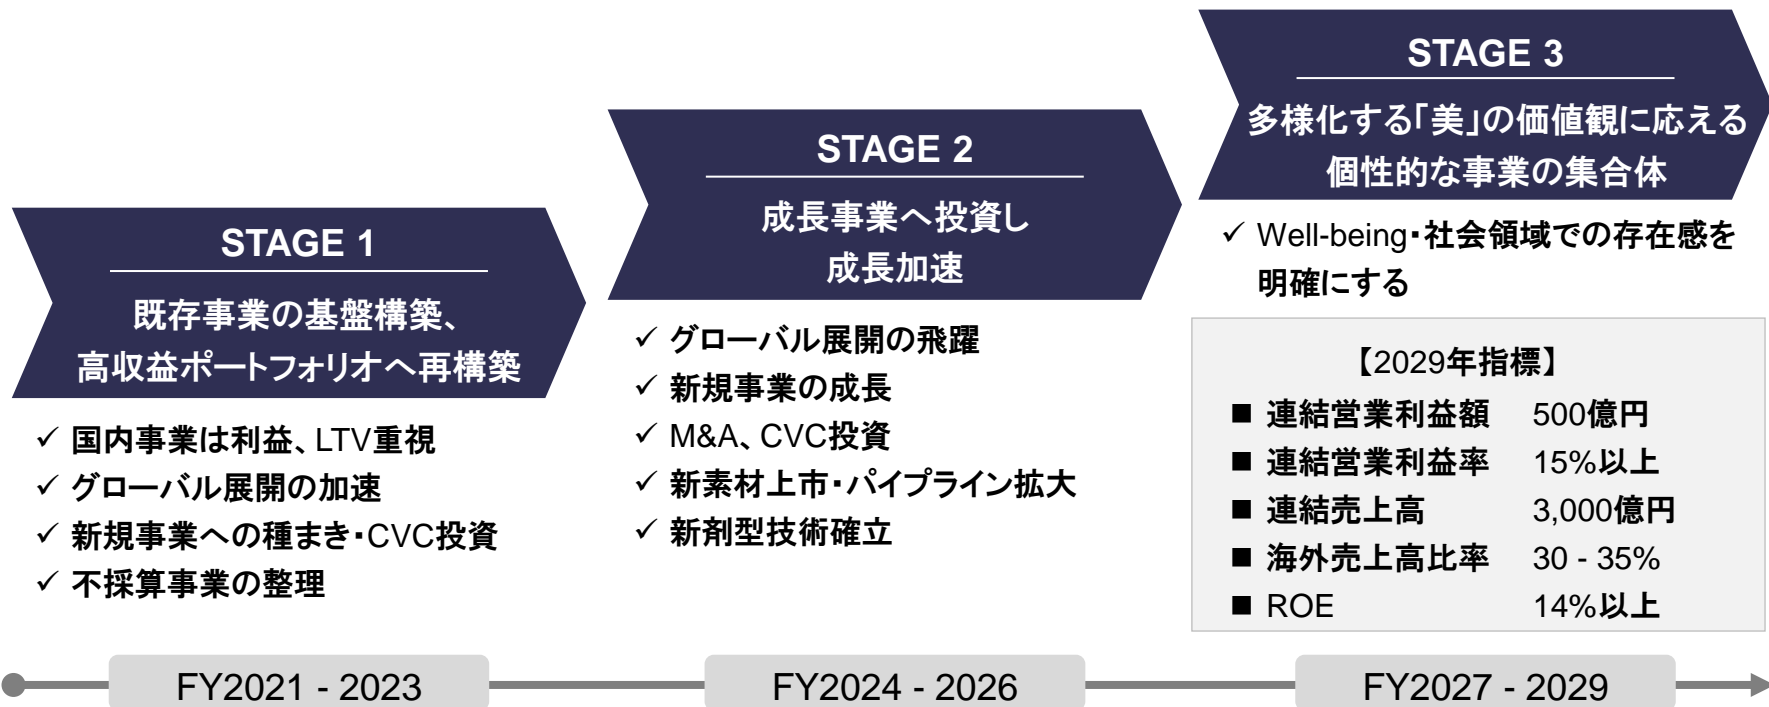 STAGE 1
既存事業の基盤構築、
高収益ポートフォリオへ再構築
✓ 国内事業は利益、LTV重視
✓ グローバル展開の加速
✓ 新規事業への種まき・CVC投資
✓ 不採算事業の整理
FY2021 - 2023
STAGE 2
成長事業へ投資し
成長加速
✓ グローバル展開の飛躍
✓ 新規事業の成長
✓ M&A、CVC投資
✓ 新素材上市・パイプライン拡大
✓ 新剤型技術確立
FY2024 - 2026
STAGE 3
多様化する「美」の価値観に応える
個性的な事業の集合体
✓ Well-being・社会領域での存在感を
明確にする
【2029年指標】
■ 連結営業利益額 500億円
■ 連結営業利益率 15%以上
■ 連結売上高 3,000億円
■ 海外売上高比率 30 - 35%
■ ROE 14%以上
FY2027 - 2029